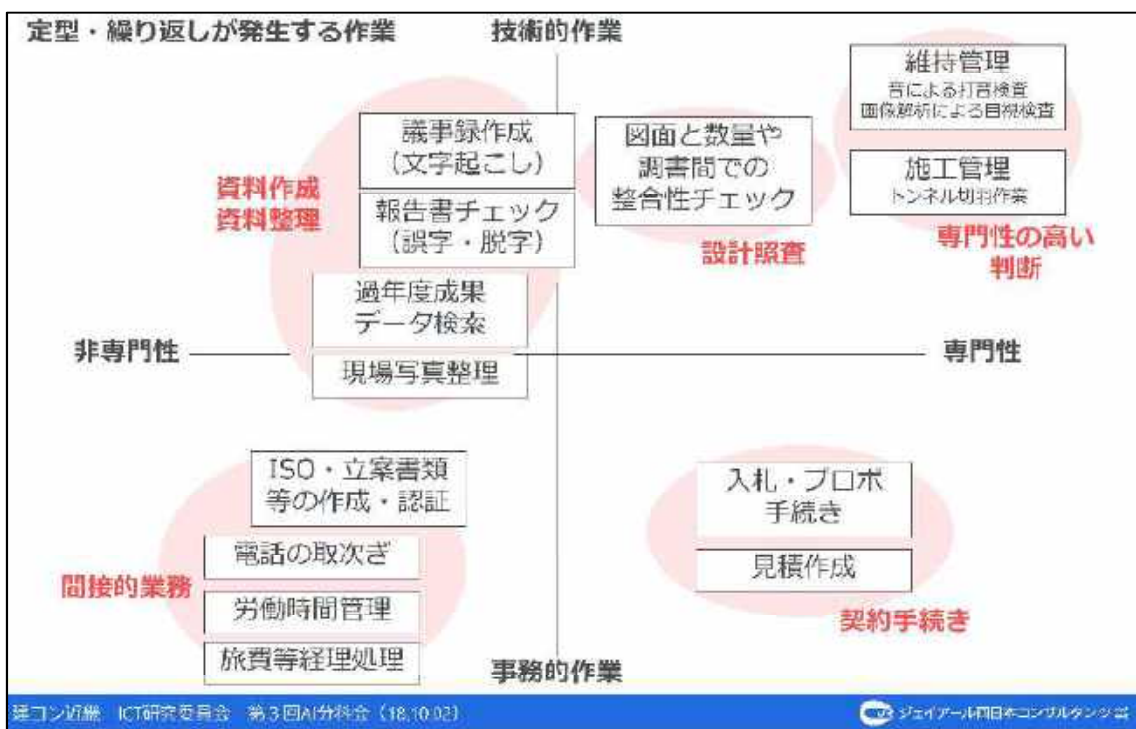 定型・繰り返しが発生する作業
技術的作業
維持管理
音による打音検査
画像解析による目視検査
議事録作成
(文字起こし)
図面と数量や
調書間での
整合性チェック
施工管理
トンネル切羽作業
資料作成
資料整理
報告書チェック
(誤字・脱字)
設計照査
専門性の高い
判断
過年度成果
データ検索
非専門性
専門性
現場写真整理
ISO・立案書類
等の作成・認証
入札・プロポ
手続き
電話の取次ぎ
見積作成
間接的業務
労働時間管理
契約手続き
旅費等経理処理
事務的作業
建コン近畿 ICT研究委員会 第3回AI分科会(18.10.02)
ジェイアール西日本コンサルタンツ㈱